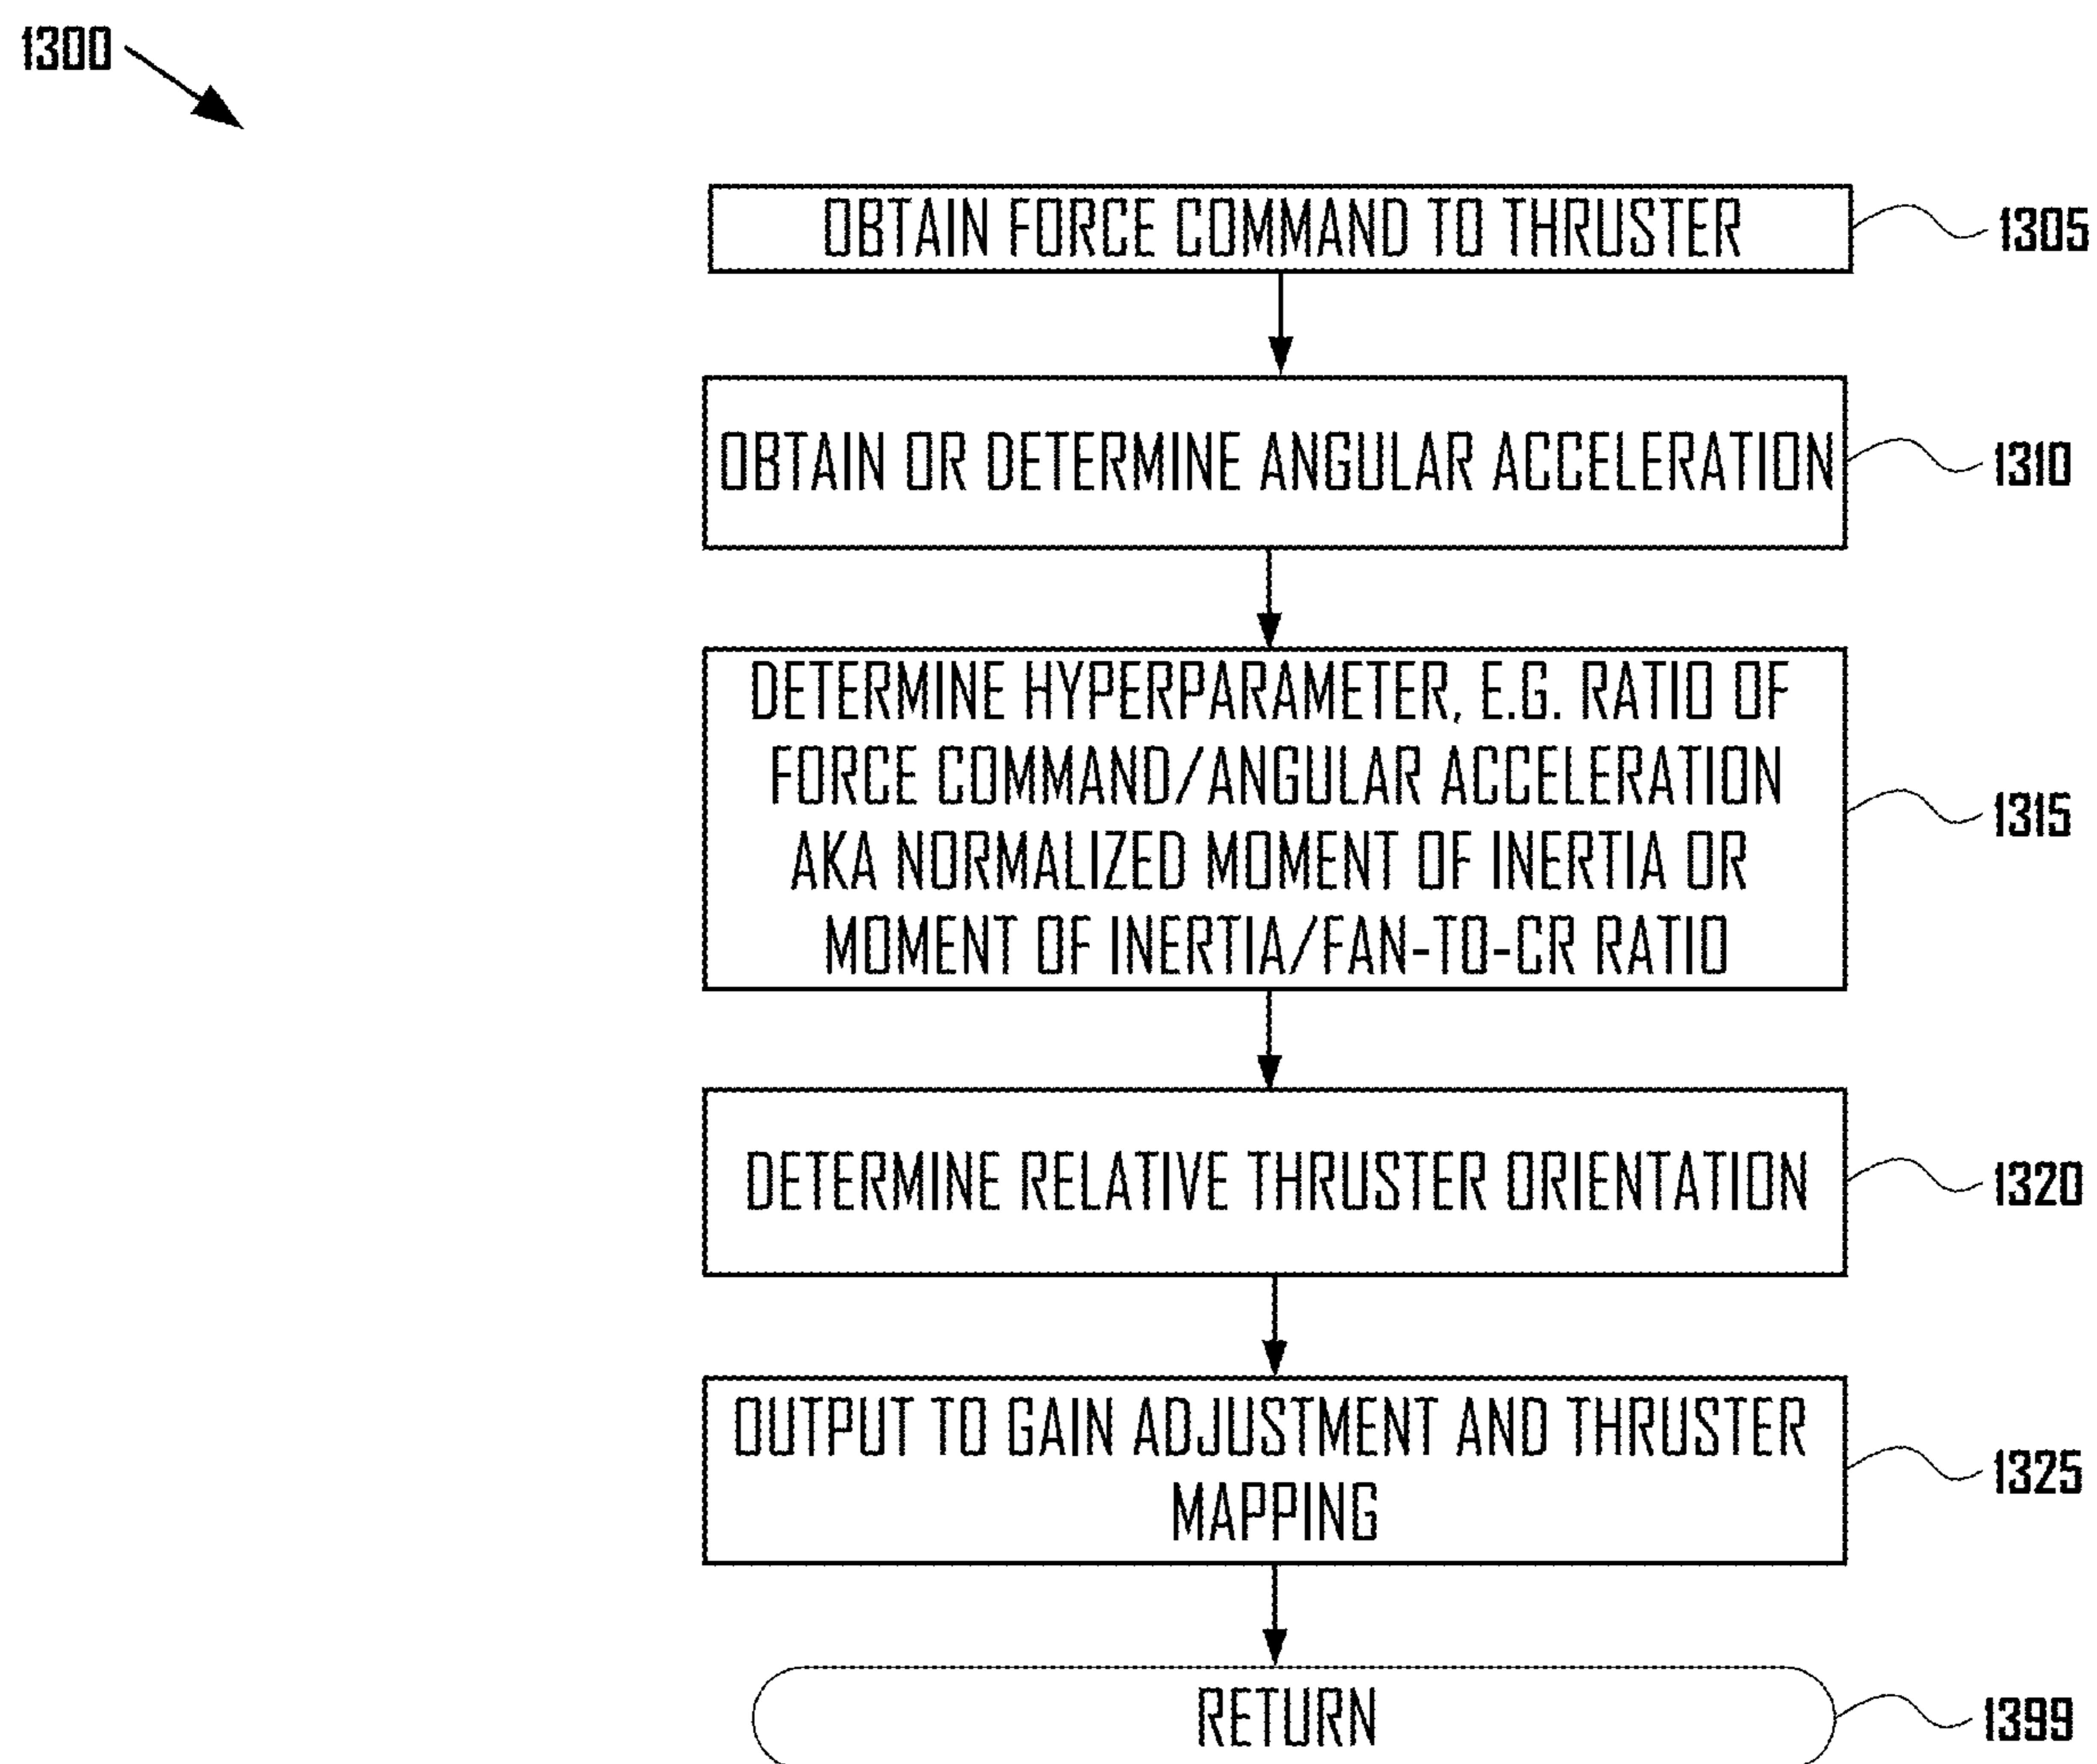 1300
OBTAIN FORCE COMMAND TO THRUSTER
1305
OBTAIN OR DETERMINE ANGULAR ACCELERATION
1310
DETERMINE HYPERPARAMETER, E.G. RATIO OF
FORCE COMMAND/ANGULAR ACCELERATION
AKA NORMALIZED MOMENT OF INERTIA OR
MOMENT OF INERTIA/FAN-TO-CR RATIO
1315
DETERMINE RELATIVE THRUSTER ORIENTATION
1320
OUTPUT TO GAIN ADJUSTMENT AND THRUSTER
MAPPING
1325
RETURN
1399